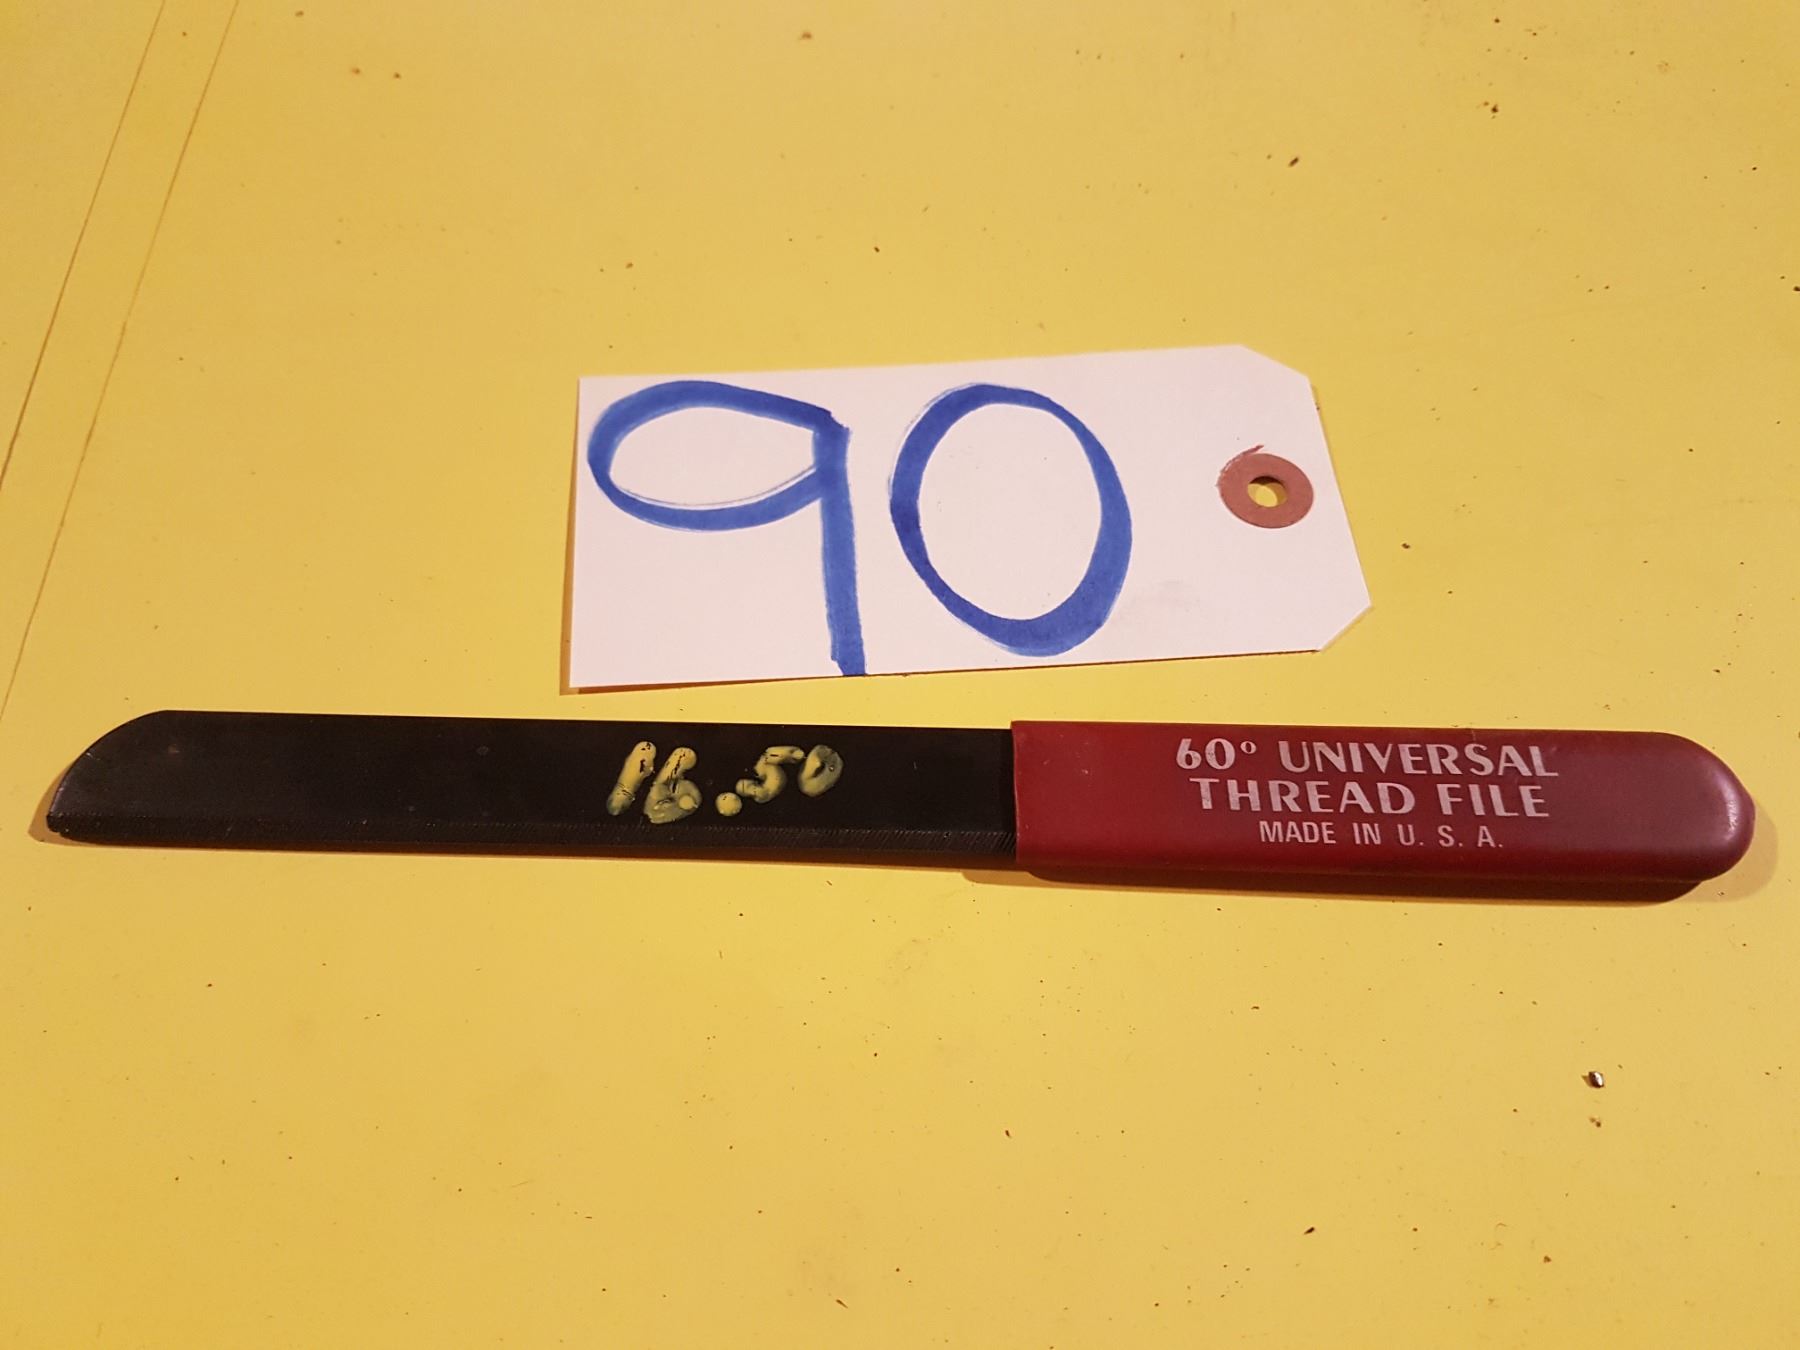 90
16.50
60° UNIVERSAL
THREAD FILE
MADE IN U. S. A.